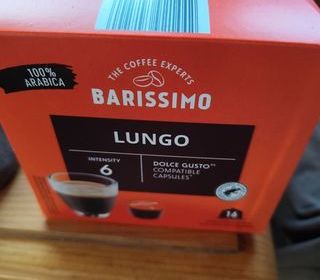 100%
ARABICA
THE COFFEE EXPERTS
BARISSIMO
LUNGO
INTENSITY
6
DOLCE GUSTO
COMPATIBLE
CAPSULES
16